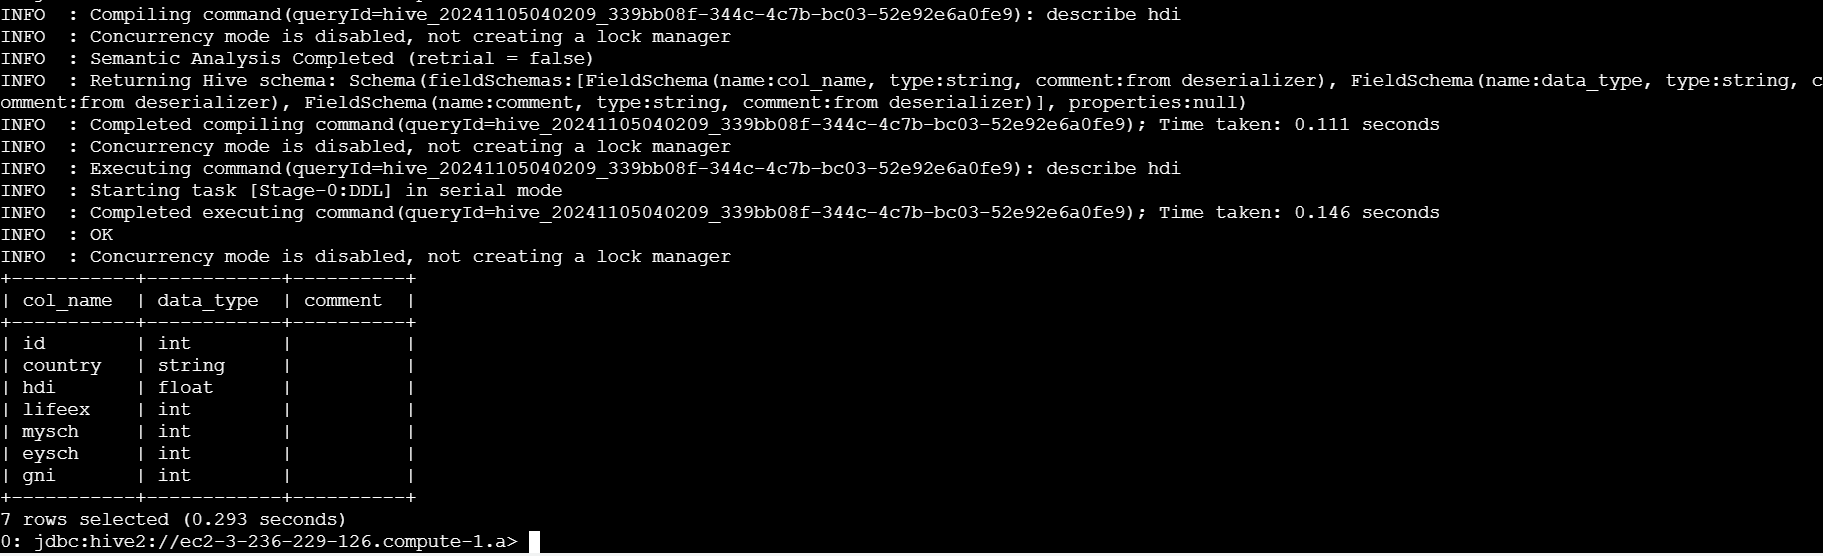 INFO  : Compiling command(queryId=hive_20241105040209_339bb08f-344c-4c7b-bc03-52e92e6a0fe9): describe hdi
INFO  : Concurrency mode is disabled, not creating a lock manager
INFO  : Semantic Analysis Completed (retrial = false)
INFO  : Returning Hive schema: Schema(fieldSchemas:[FieldSchema(name:col_name, type:string, comment:from deserializer), FieldSchema(name:data_type, type:string, c
omment:from deserializer), FieldSchema(name:comment, type:string, comment:from deserializer)], properties:null)
INFO  : Completed compiling command(queryId=hive_20241105040209_339bb08f-344c-4c7b-bc03-52e92e6a0fe9); Time taken: 0.111 seconds
INFO  : Concurrency mode is disabled, not creating a lock manager
INFO  : Executing command(queryId=hive_20241105040209_339bb08f-344c-4c7b-bc03-52e92e6a0fe9): describe hdi
INFO  : Starting task [Stage-0:DDL] in serial mode
INFO  : Completed executing command(queryId=hive_20241105040209_339bb08f-344c-4c7b-bc03-52e92e6a0fe9); Time taken: 0.146 seconds
INFO  : OK
INFO  : Concurrency mode is disabled, not creating a lock manager
+-----------+------------+----------+
| col_name  | data_type  | comment  |
+-----------+------------+----------+
| id        | int        |          |
| country   | string     |          |
| hdi       | float      |          |
| lifeex    | int        |          |
| mysch     | int        |          |
| eysch     | int        |          |
| gni       | int        |          |
+-----------+------------+----------+
7 rows selected (0.293 seconds)
0: jdbc:hive2://ec2-3-236-229-126.compute-1.a>